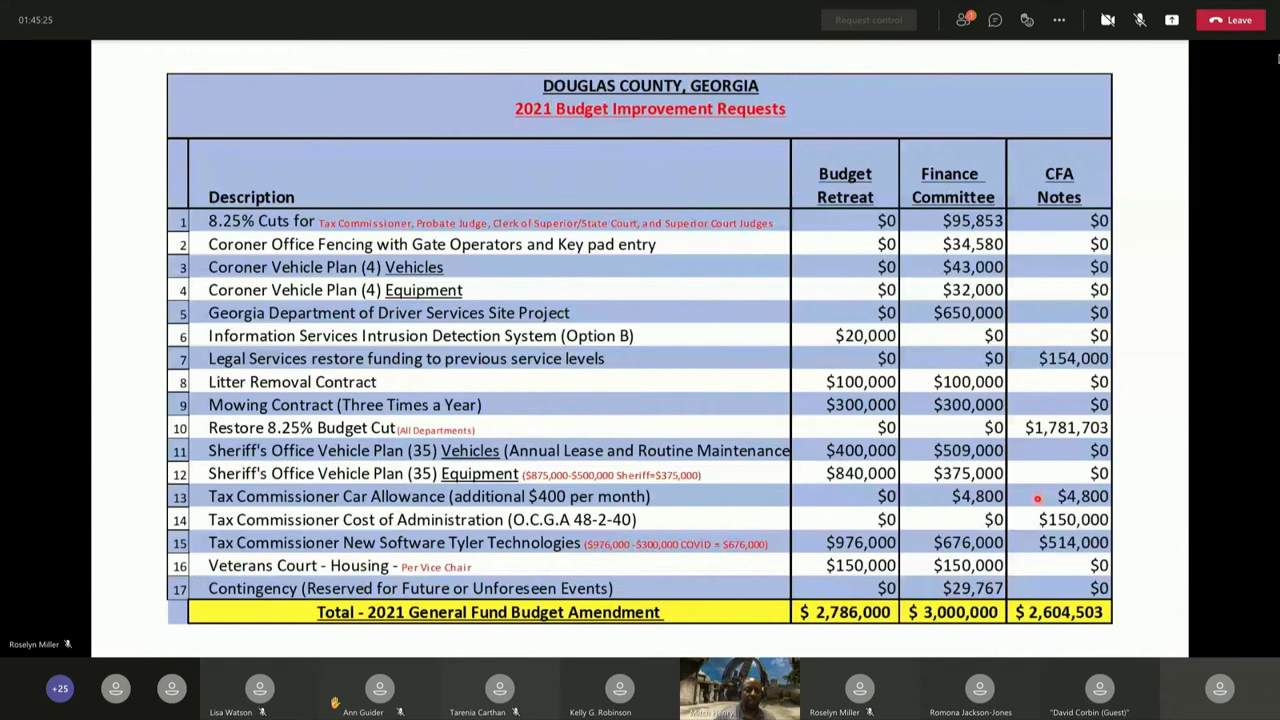 01:45:25
Request control
1
Leave
DOUGLAS COUNTY, GEORGIA
2021 Budget Improvement Requests
Description Budget Retreat Finance Committee CFA Notes
1 8.25% Cuts for Tax Commissioner, Probate Judge, Clerk of Superior/State Court, and Superior Court Judges $0 $95,853 $0
2 Coroner Office Fencing with Gate Operators and Key pad entry $0 $34,580 $0
3 Coroner Vehicle Plan (4) Vehicles $0 $43,000 $0
4 Coroner Vehicle Plan (4) Equipment $0 $32,000 $0
5 Georgia Department of Driver Services Site Project $0 $650,000 $0
6 Information Services Intrusion Detection System (Option B) $20,000 $0 $0
7 Legal Services restore funding to previous service levels $0 $0 $154,000
8 Litter Removal Contract $100,000 $100,000 $0
9 Mowing Contract (Three Times a Year) $300,000 $300,000 $0
10 Restore 8.25% Budget Cut (All Departments) $0 $0 $1,781,703
11 Sheriff's Office Vehicle Plan (35) Vehicles (Annual Lease and Routine Maintenance $400,000 $509,000 $0
12 Sheriff's Office Vehicle Plan (35) Equipment ($875,000-$500,000 Sheriff=$375,000) $840,000 $375,000 $0
13 Tax Commissioner Car Allowance (additional $400 per month) $0 $4,800 $4,800
14 Tax Commissioner Cost of Administration (O.C.G.A 48-2-40) $0 $0 $150,000
15 Tax Commissioner New Software Tyler Technologies ($976,000 -$300,000 COVID = $676,000) $976,000 $676,000 $514,000
16 Veterans Court - Housing - Per Vice Chair $150,000 $150,000 $0
17 Contingency (Reserved for Future or Unforeseen Events) $0 $29,767 $0
Total - 2021 General Fund Budget Amendment $ 2,786,000 $ 3,000,000 $ 2,604,503
Roselyn Miller
+25
Lisa Watson
Ann Guider
Tarenia Carthan
Kelly G. Robinson
Mitch Henry
Roselyn Miller
Romona Jackson-Jones
"David Corbin (Guest)"